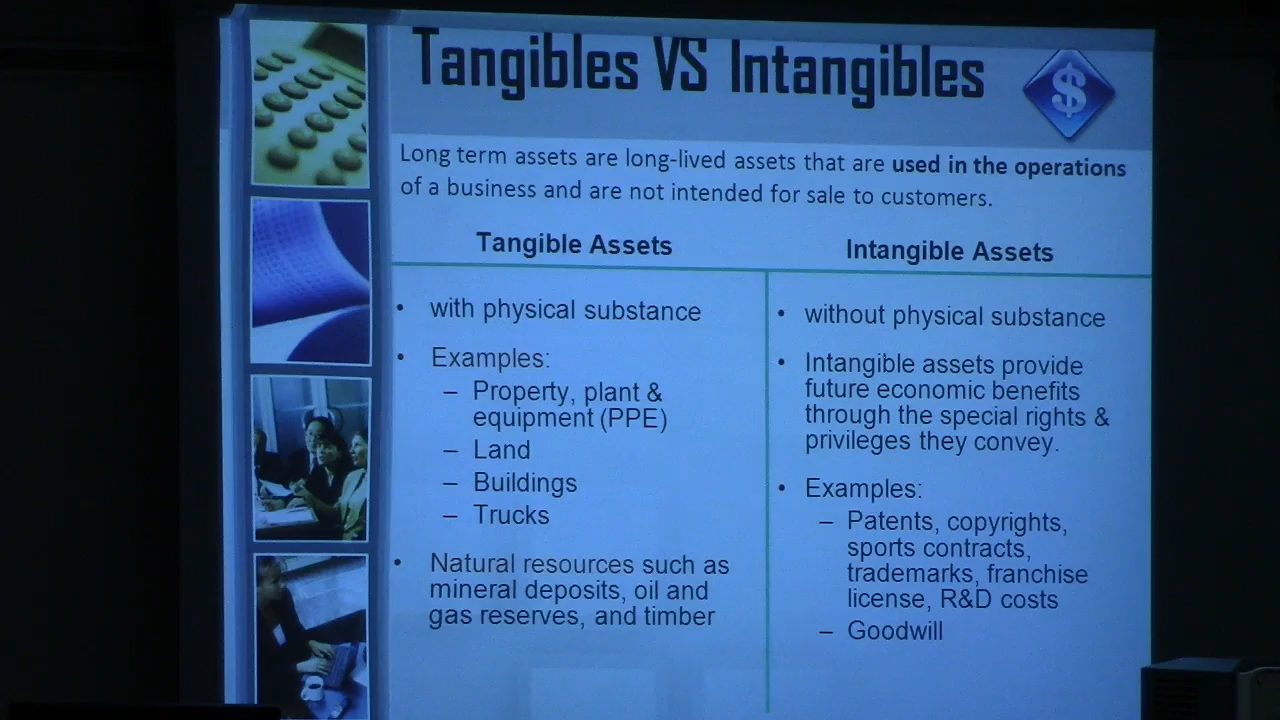 Tangibles VS Intangibles
$
Long term assets are long-lived assets that are used in the operations
of a business and are not intended for sale to customers.
Tangible Assets
• with physical substance
• Examples:
– Property, plant &
equipment (PPE)
– Land
– Buildings
– Trucks
• Natural resources such as
mineral deposits, oil and
gas reserves, and timber
Intangible Assets
• without physical substance
• Intangible assets provide
future economic benefits
through the special rights &
privileges they convey.
• Examples:
– Patents, copyrights,
sports contracts,
trademarks, franchise
license, R&D costs
– Goodwill